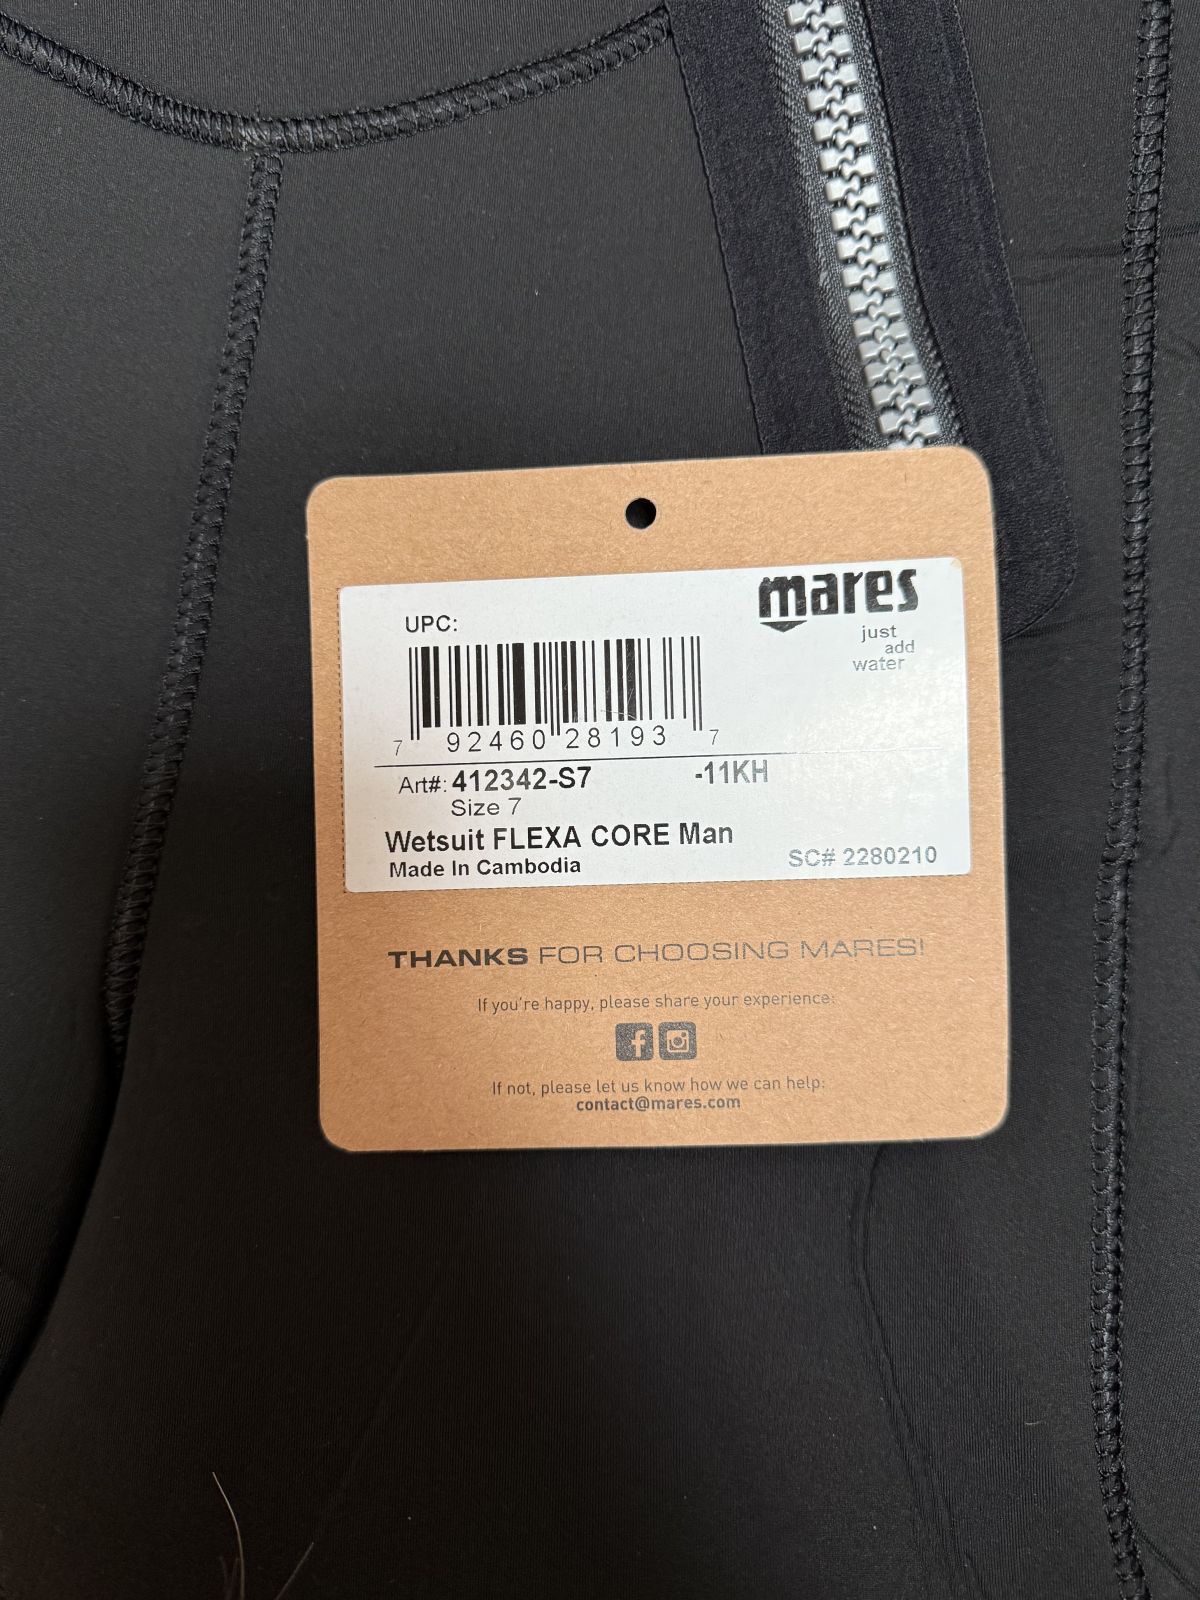 mares
just
add
water
UPC:
7 92460 28193 7
Art#: 412342-S7 -11KH
Size 7
Wetsuit FLEXA CORE Man
Made In Cambodia
SC# 2280210
THANKS FOR CHOOSING MARES!
If you're happy, please share your experience:
If not, please let us know how we can help:
contact@mares.com